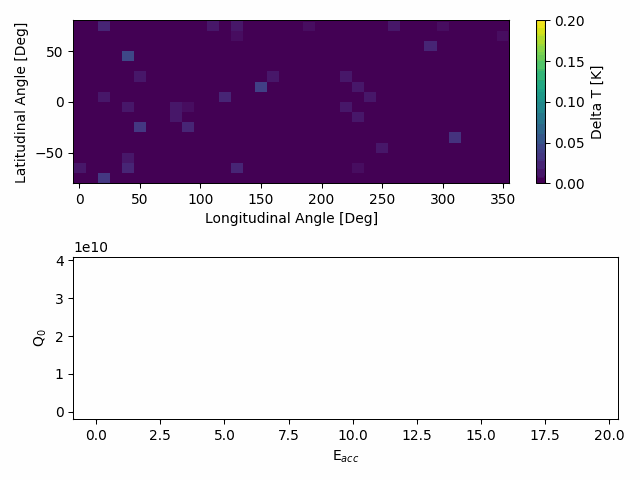 50
0
−50
Latitudinal Angle [Deg]
0 50 100 150 200 250 300 350
Longitudinal Angle [Deg]
0.20
0.15
0.10
0.05
0.00
Delta T [K]
1e10
4
3
2
1
0
Q₀
0.0 2.5 5.0 7.5 10.0 12.5 15.0 17.5 20.0
E_acc